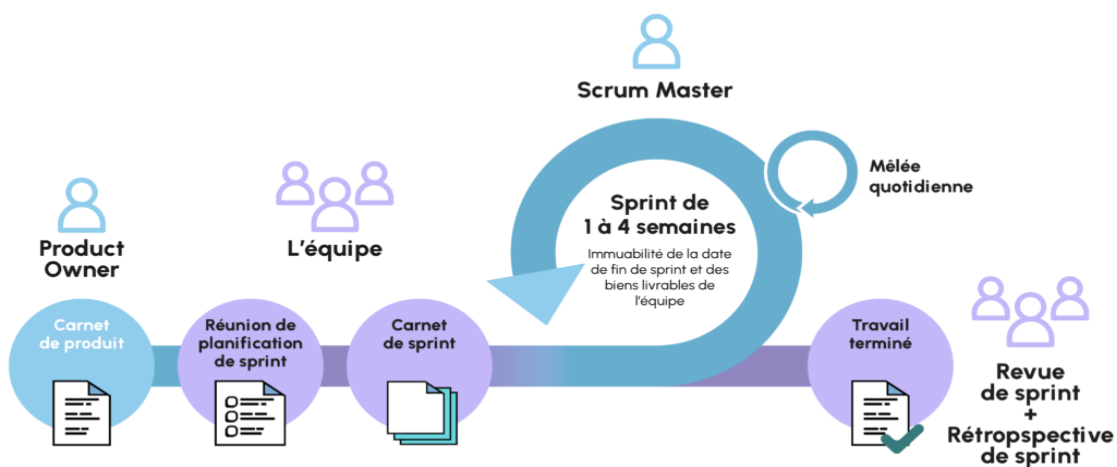 Scrum Master
Mêlée
quotidienne
Sprint de
1 à 4 semaines
Immuabilité de la date
de fin de sprint et des
biens livrables de
l'équipe
Product
Owner
L'équipe
Carnet
de produit
Réunion de
planification
de sprint
Carnet
de sprint
Travail
terminé
Revue
de sprint
+
Rétropspective
de sprint